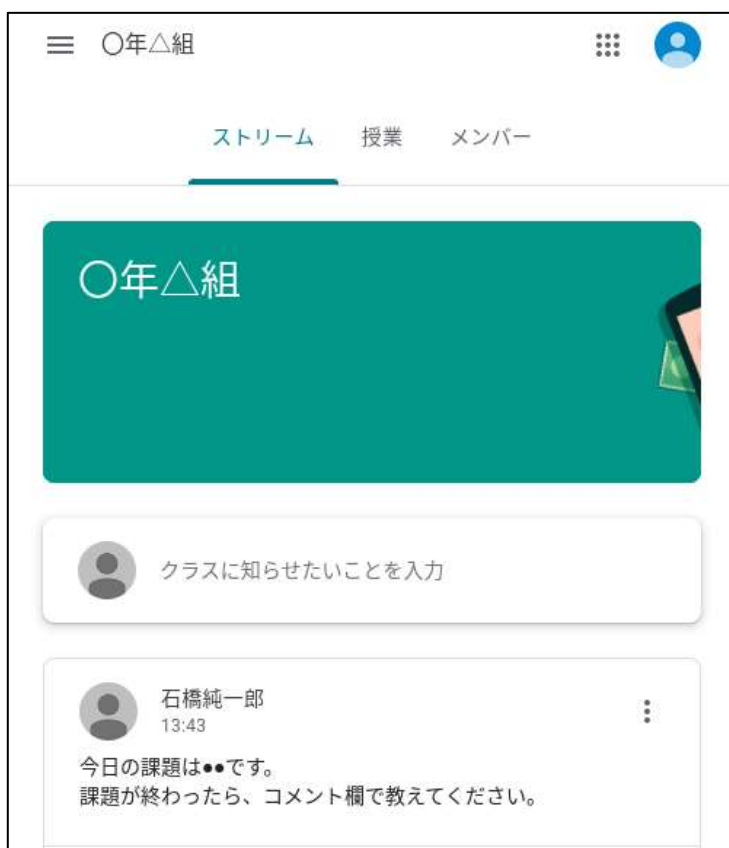 〇年△組
ストリーム 授業 メンバー
〇年△組
クラスに知らせたいことを入力
石橋純一郎
13:43
今日の課題は●●です。
課題が終わったら、コメント欄で教えてください。